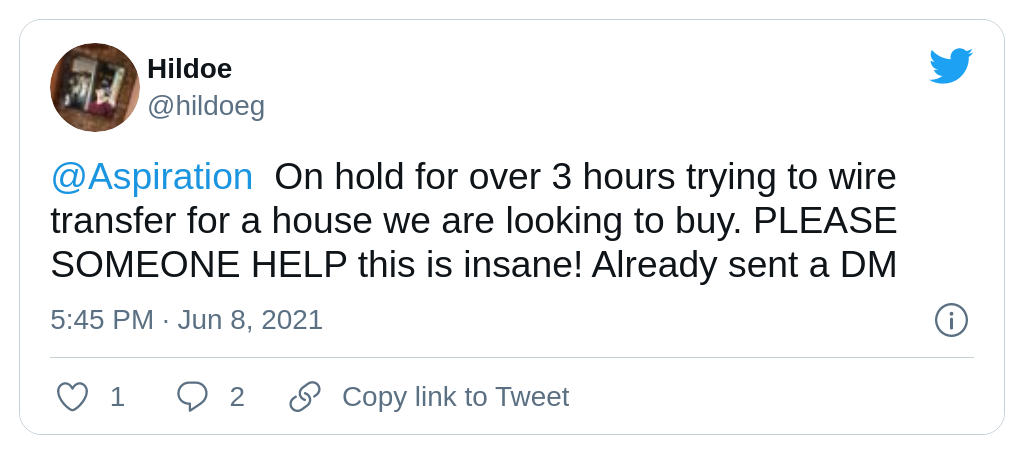 Hildoe
@hildoeg
@Aspiration On hold for over 3 hours trying to wire
transfer for a house we are looking to buy. PLEASE
SOMEONE HELP this is insane! Already sent a DM
5:45 PM · Jun 8, 2021
1 2 Copy link to Tweet